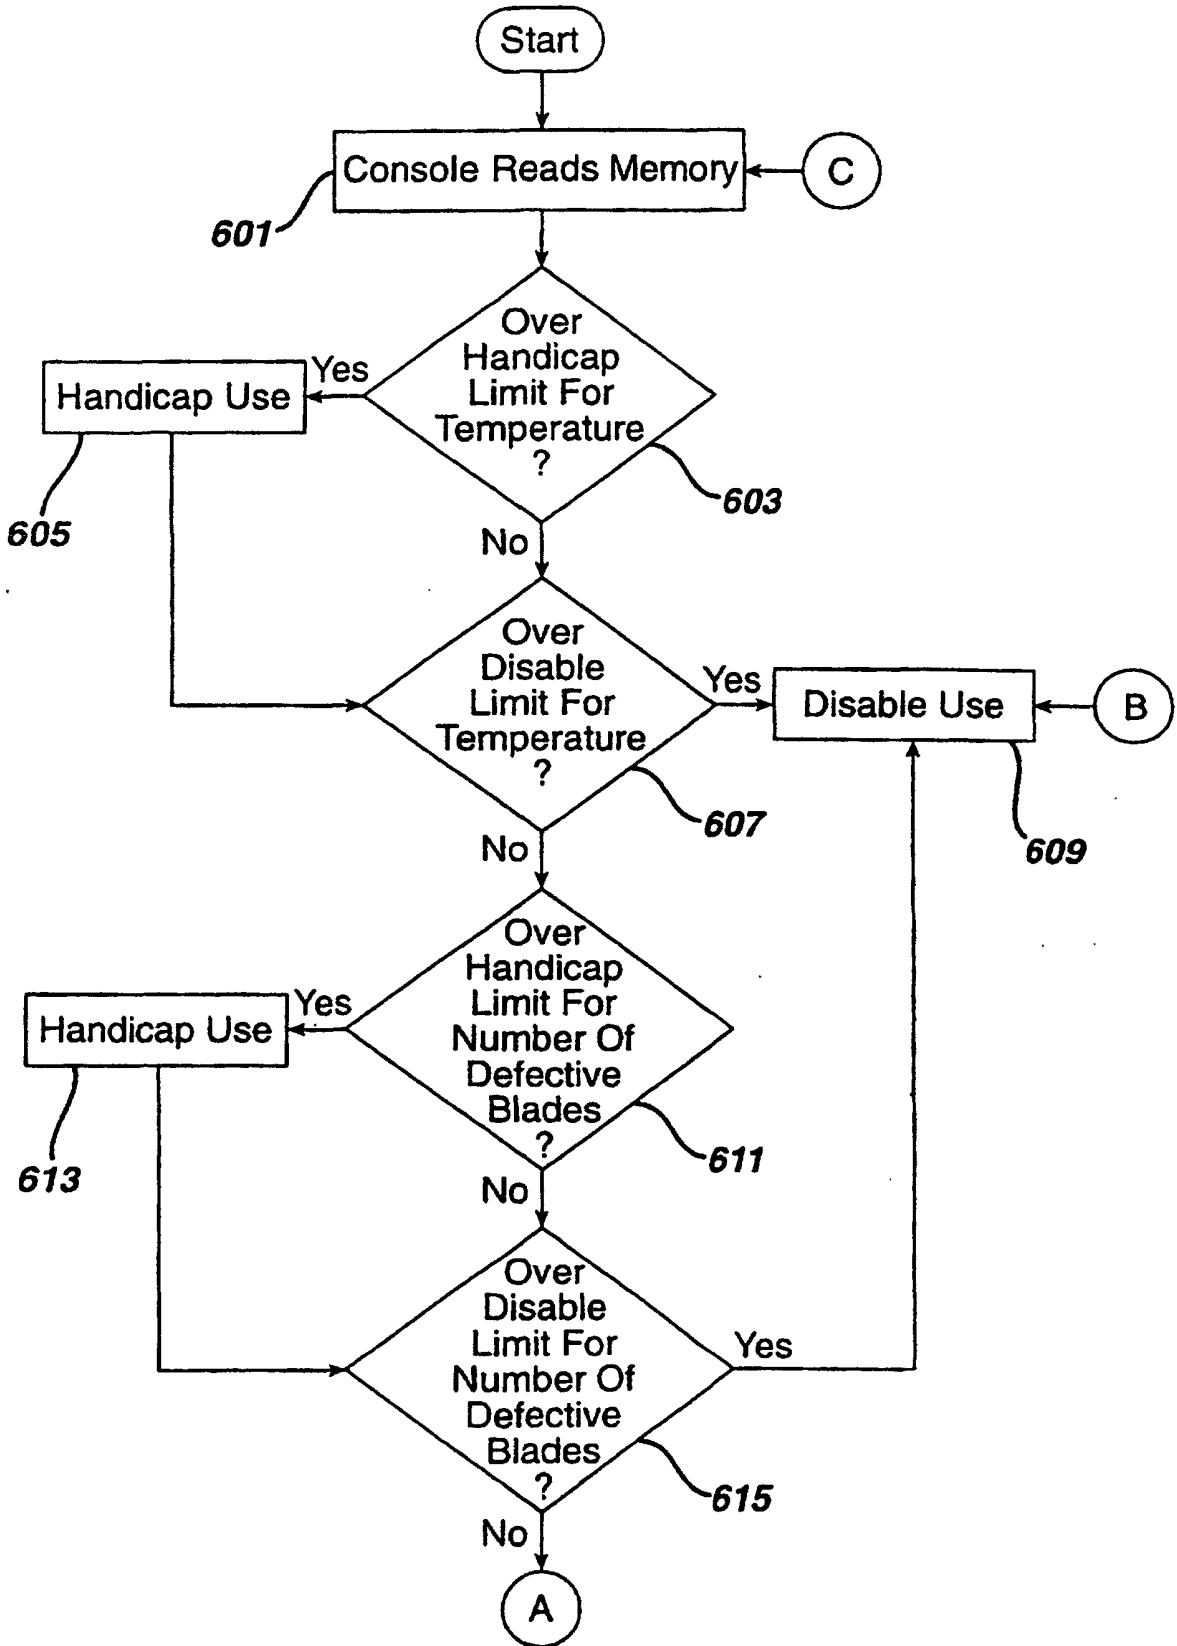 Start
Console Reads Memory
C
601
Over
Handicap
Limit For
Temperature
?
Yes
Handicap Use
603
605
No
Over
Disable
Limit For
Temperature
?
Yes
Disable Use
B
607
609
No
Over
Handicap
Limit For
Number Of
Defective
Blades
?
Yes
Handicap Use
611
613
No
Over
Disable
Limit For
Number Of
Defective
Blades
?
Yes
615
No
A